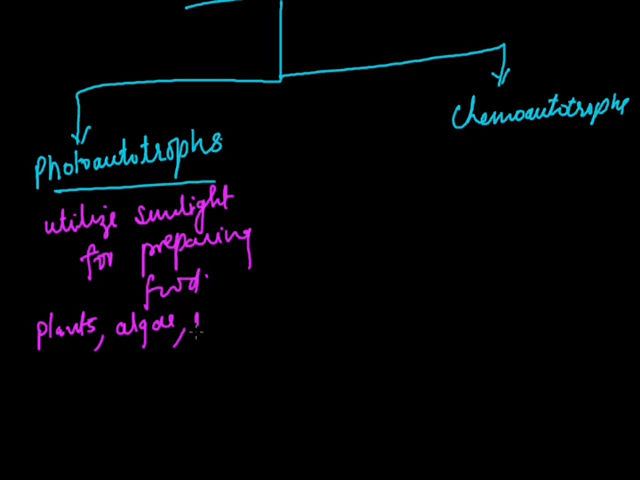 Photoautotrophs
Chemoautotrophs
utilize sunlight
for preparing
food.
plants, algae,